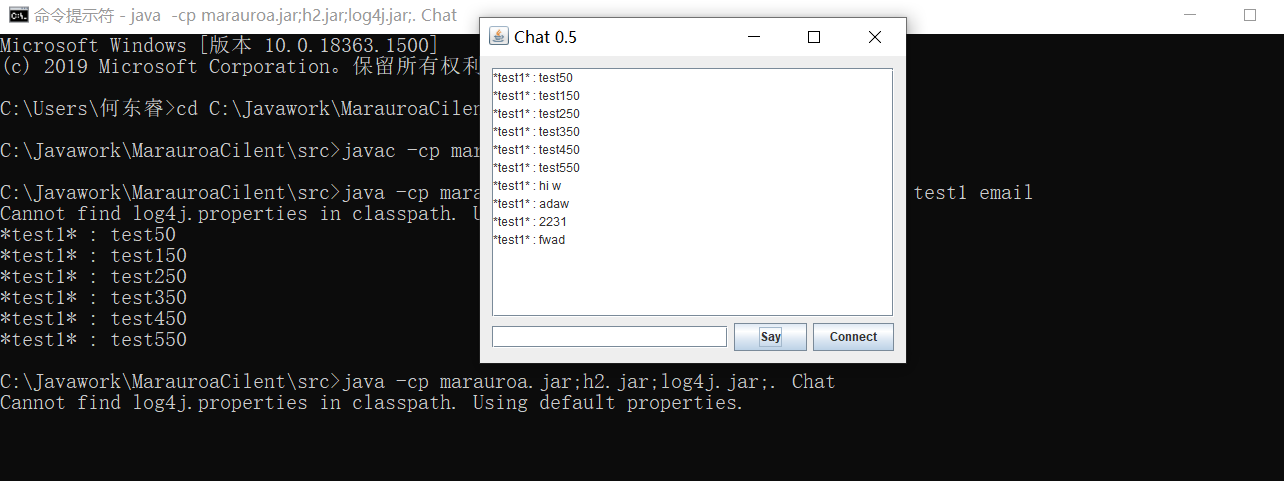 命令提示符 - java -cp marauroa.jar;h2.jar;log4j.jar;. Chat
Microsoft Windows [版本 10.0.18363.1500]
(c) 2019 Microsoft Corporation。保留所有权利
C:\Users\何东睿>cd C:\Javawork\MarauroaCilen
C:\Javawork\MarauroaCilent\src>javac -cp mar
C:\Javawork\MarauroaCilent\src>java -cp mara test1 email
Cannot find log4j.properties in classpath. U
*test1* : test50
*test1* : test150
*test1* : test250
*test1* : test350
*test1* : test450
*test1* : test550
C:\Javawork\MarauroaCilent\src>java -cp marauroa.jar;h2.jar;log4j.jar;. Chat
Cannot find log4j.properties in classpath. Using default properties.
Chat 0.5
*test1* : test50
*test1* : test150
*test1* : test250
*test1* : test350
*test1* : test450
*test1* : test550
*test1* : hi w
*test1* : adaw
*test1* : 2231
*test1* : fwad
Say
Connect